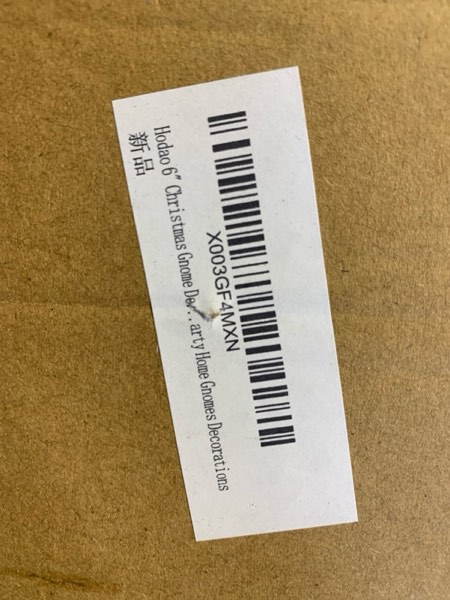 X003GF4MXN
Hodao 6" Christmas Gnome De... arty Home Gnomes Decorations
新品